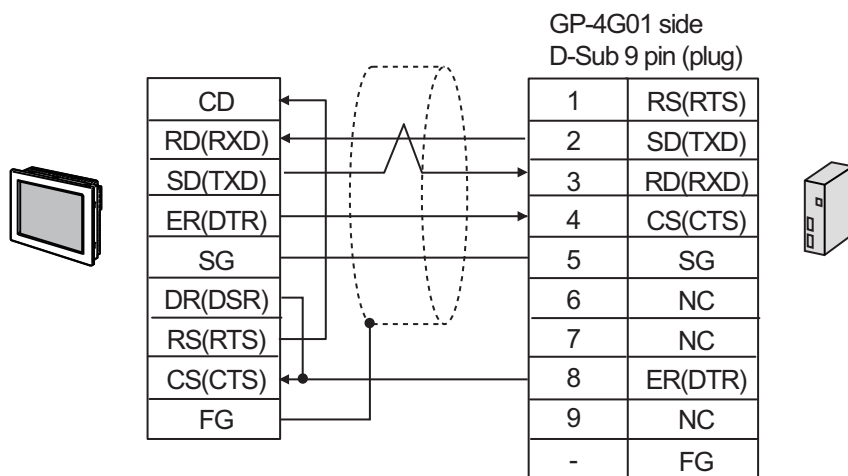 GP-4G01 side
D-Sub 9 pin (plug)
CD
1 RS(RTS)
RD(RXD)
2 SD(TXD)
SD(TXD)
3 RD(RXD)
ER(DTR)
4 CS(CTS)
SG
5 SG
DR(DSR)
6 NC
RS(RTS)
7 NC
CS(CTS)
8 ER(DTR)
FG
9 NC
- FG